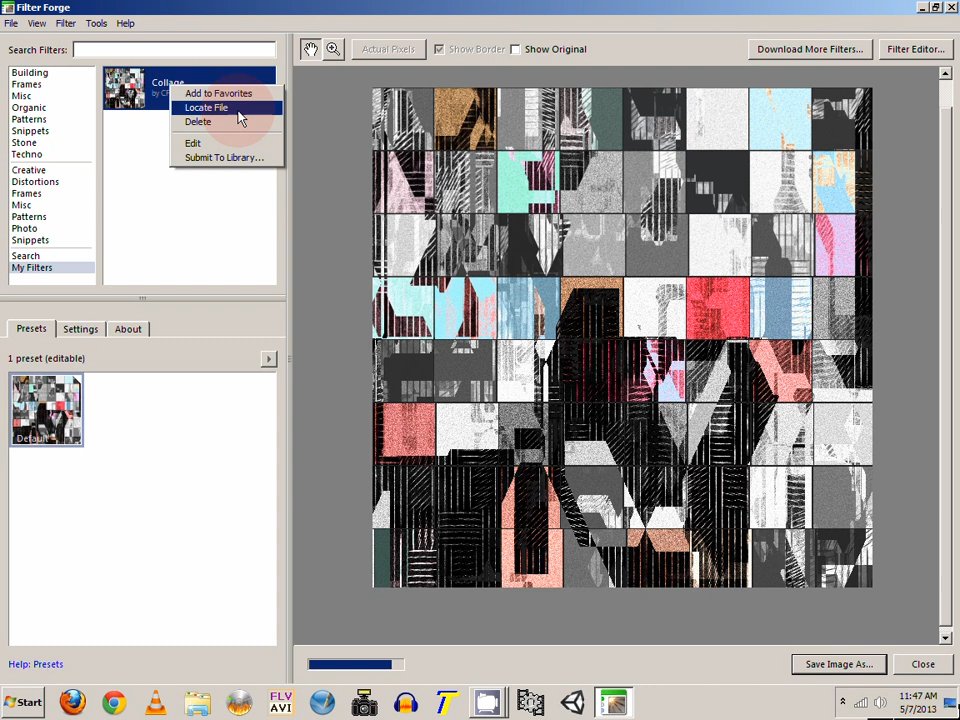 Filter Forge
File View Filter Tools Help
Search Filters:
Actual Pixels
Show Border
Show Original
Download More Filters...
Filter Editor...
Building
Frames
Misc
Organic
Patterns
Snippets
Stone
Techno
Creative
Distortions
Frames
Misc
Patterns
Photo
Snippets
Search
My Filters
Collage
Add to Favorites
Locate File
Delete
Edit
Submit To Library...
Presets Settings About
1 preset (editable)
Default
Help: Presets
Save Image As...
Close
Start
FLV
AVI
11:47 AM
5/7/2013